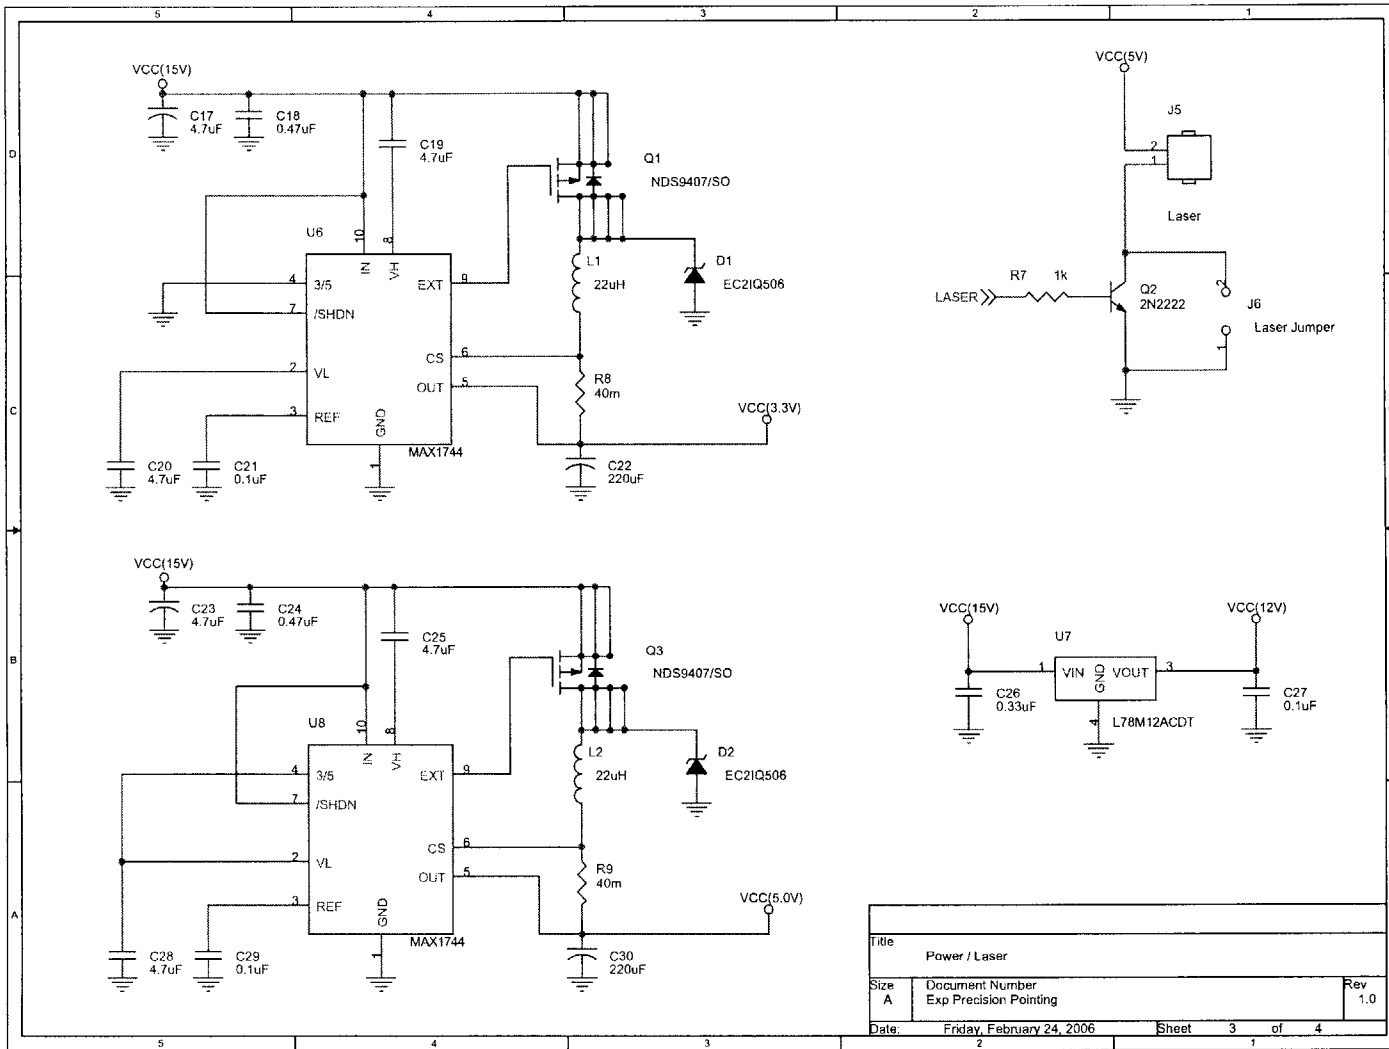 5 4 3 2 1
D
C
B
A
VCC(15V)
C17
4.7uF
C18
0.47uF
C19
4.7uF
Q1
NDS9407/SO
U6
10
8
IN
VH
4
3/5
7
/SHDN
2
VL
3
REF
GND
1
EXT
9
CS
6
OUT
5
MAX1744
L1
22uH
D1
EC2IQ506
R8
40m
VCC(3.3V)
C20
4.7uF
C21
0.1uF
C22
220uF
VCC(5V)
J5
2
1
Laser
R7 1k
LASER
Q2
2N2222
2
J6
Laser Jumper
1
VCC(15V)
C23
4.7uF
C24
0.47uF
C25
4.7uF
Q3
NDS9407/SO
U8
10
8
IN
VH
4
3/5
7
/SHDN
2
VL
3
REF
GND
1
EXT
9
CS
6
OUT
5
MAX1744
L2
22uH
D2
EC2IQ506
R9
40m
VCC(5.0V)
C28
4.7uF
C29
0.1uF
C30
220uF
VCC(15V)
VCC(12V)
U7
1
VIN
GND
VOUT
3
4
L78M12ACDT
C26
0.33uF
C27
0.1uF
Title
Power / Laser
Size
A
Document Number
Exp Precision Pointing
Rev
1.0
Date: Friday, February 24, 2006 Sheet 3 of 4
5 4 3 2 1